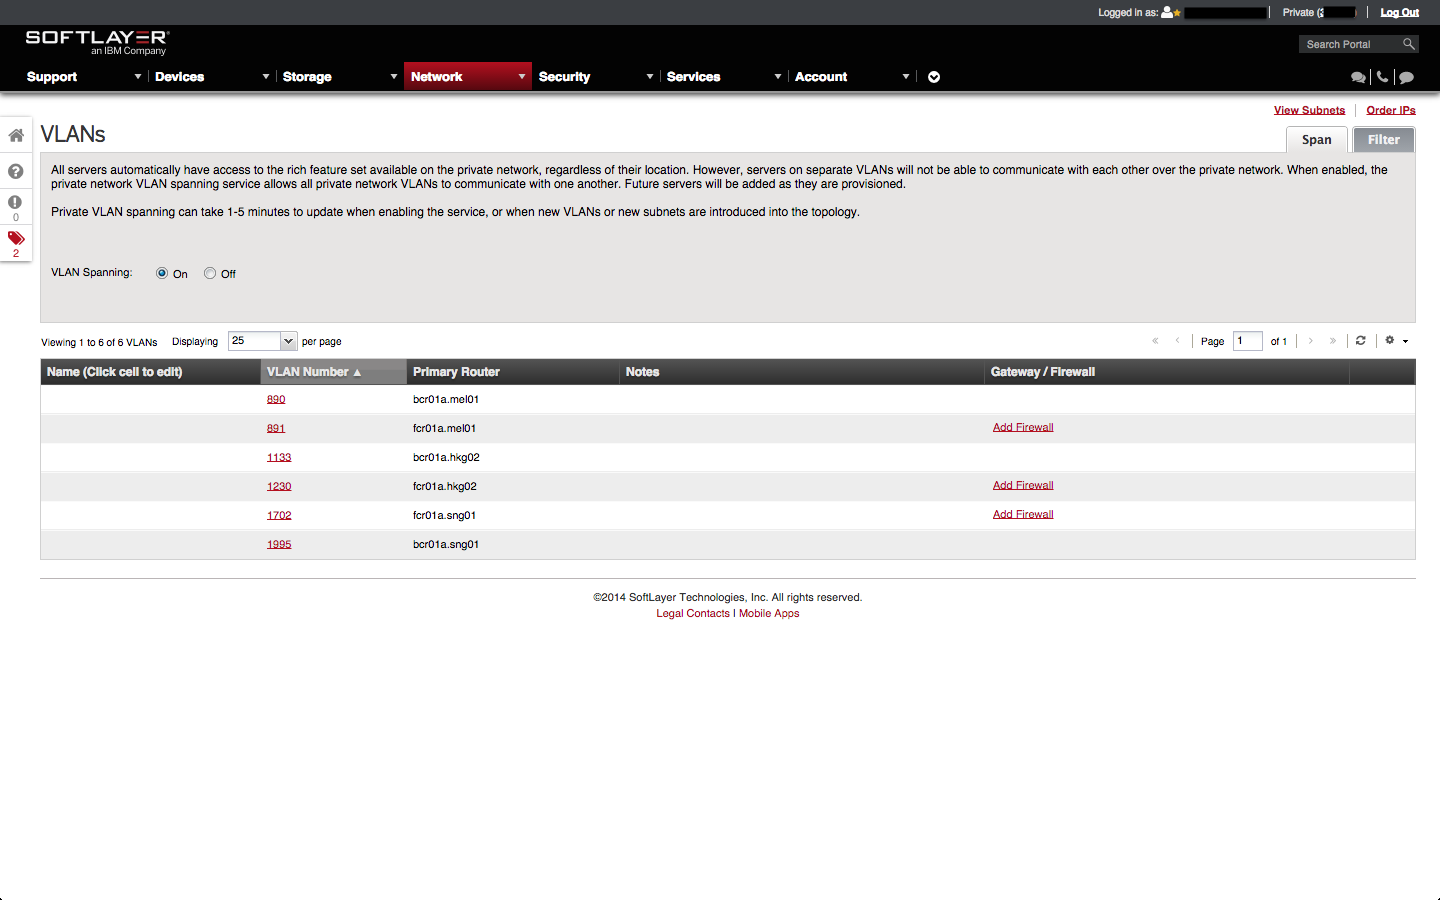 Logged in as: Private ( Log Out
SOFTLAYER
an IBM Company
Search Portal
Support Devices Storage Network Security Services Account
View Subnets Order IPs
VLANs
Span Filter
All servers automatically have access to the rich feature set available on the private network, regardless of their location. However, servers on separate VLANs will not be able to communicate with each other over the private network. When enabled, the
private network VLAN spanning service allows all private network VLANs to communicate with one another. Future servers will be added as they are provisioned.
Private VLAN spanning can take 1-5 minutes to update when enabling the service, or when new VLANs or new subnets are introduced into the topology.
0
2
VLAN Spanning: On Off
Viewing 1 to 6 of 6 VLANs Displaying 25 per page « ‹ Page 1 of 1 › »
Name (Click cell to edit) VLAN Number ▲ Primary Router Notes Gateway / Firewall
890 bcr01a.mel01
891 fcr01a.mel01 Add Firewall
1133 bcr01a.hkg02
1230 fcr01a.hkg02 Add Firewall
1702 fcr01a.sng01 Add Firewall
1995 bcr01a.sng01
©2014 SoftLayer Technologies, Inc. All rights reserved.
Legal Contacts | Mobile Apps